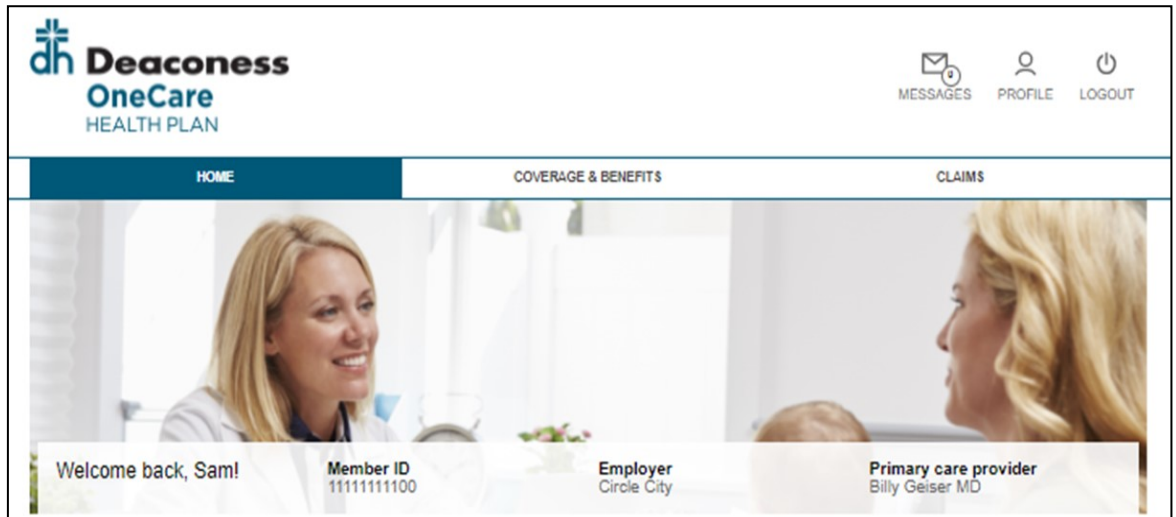 dh Deaconess
OneCare
HEALTH PLAN
MESSAGES PROFILE LOGOUT
HOME COVERAGE & BENEFITS CLAIMS
Welcome back, Sam!
Member ID
11111111100
Employer
Circle City
Primary care provider
Billy Geiser MD